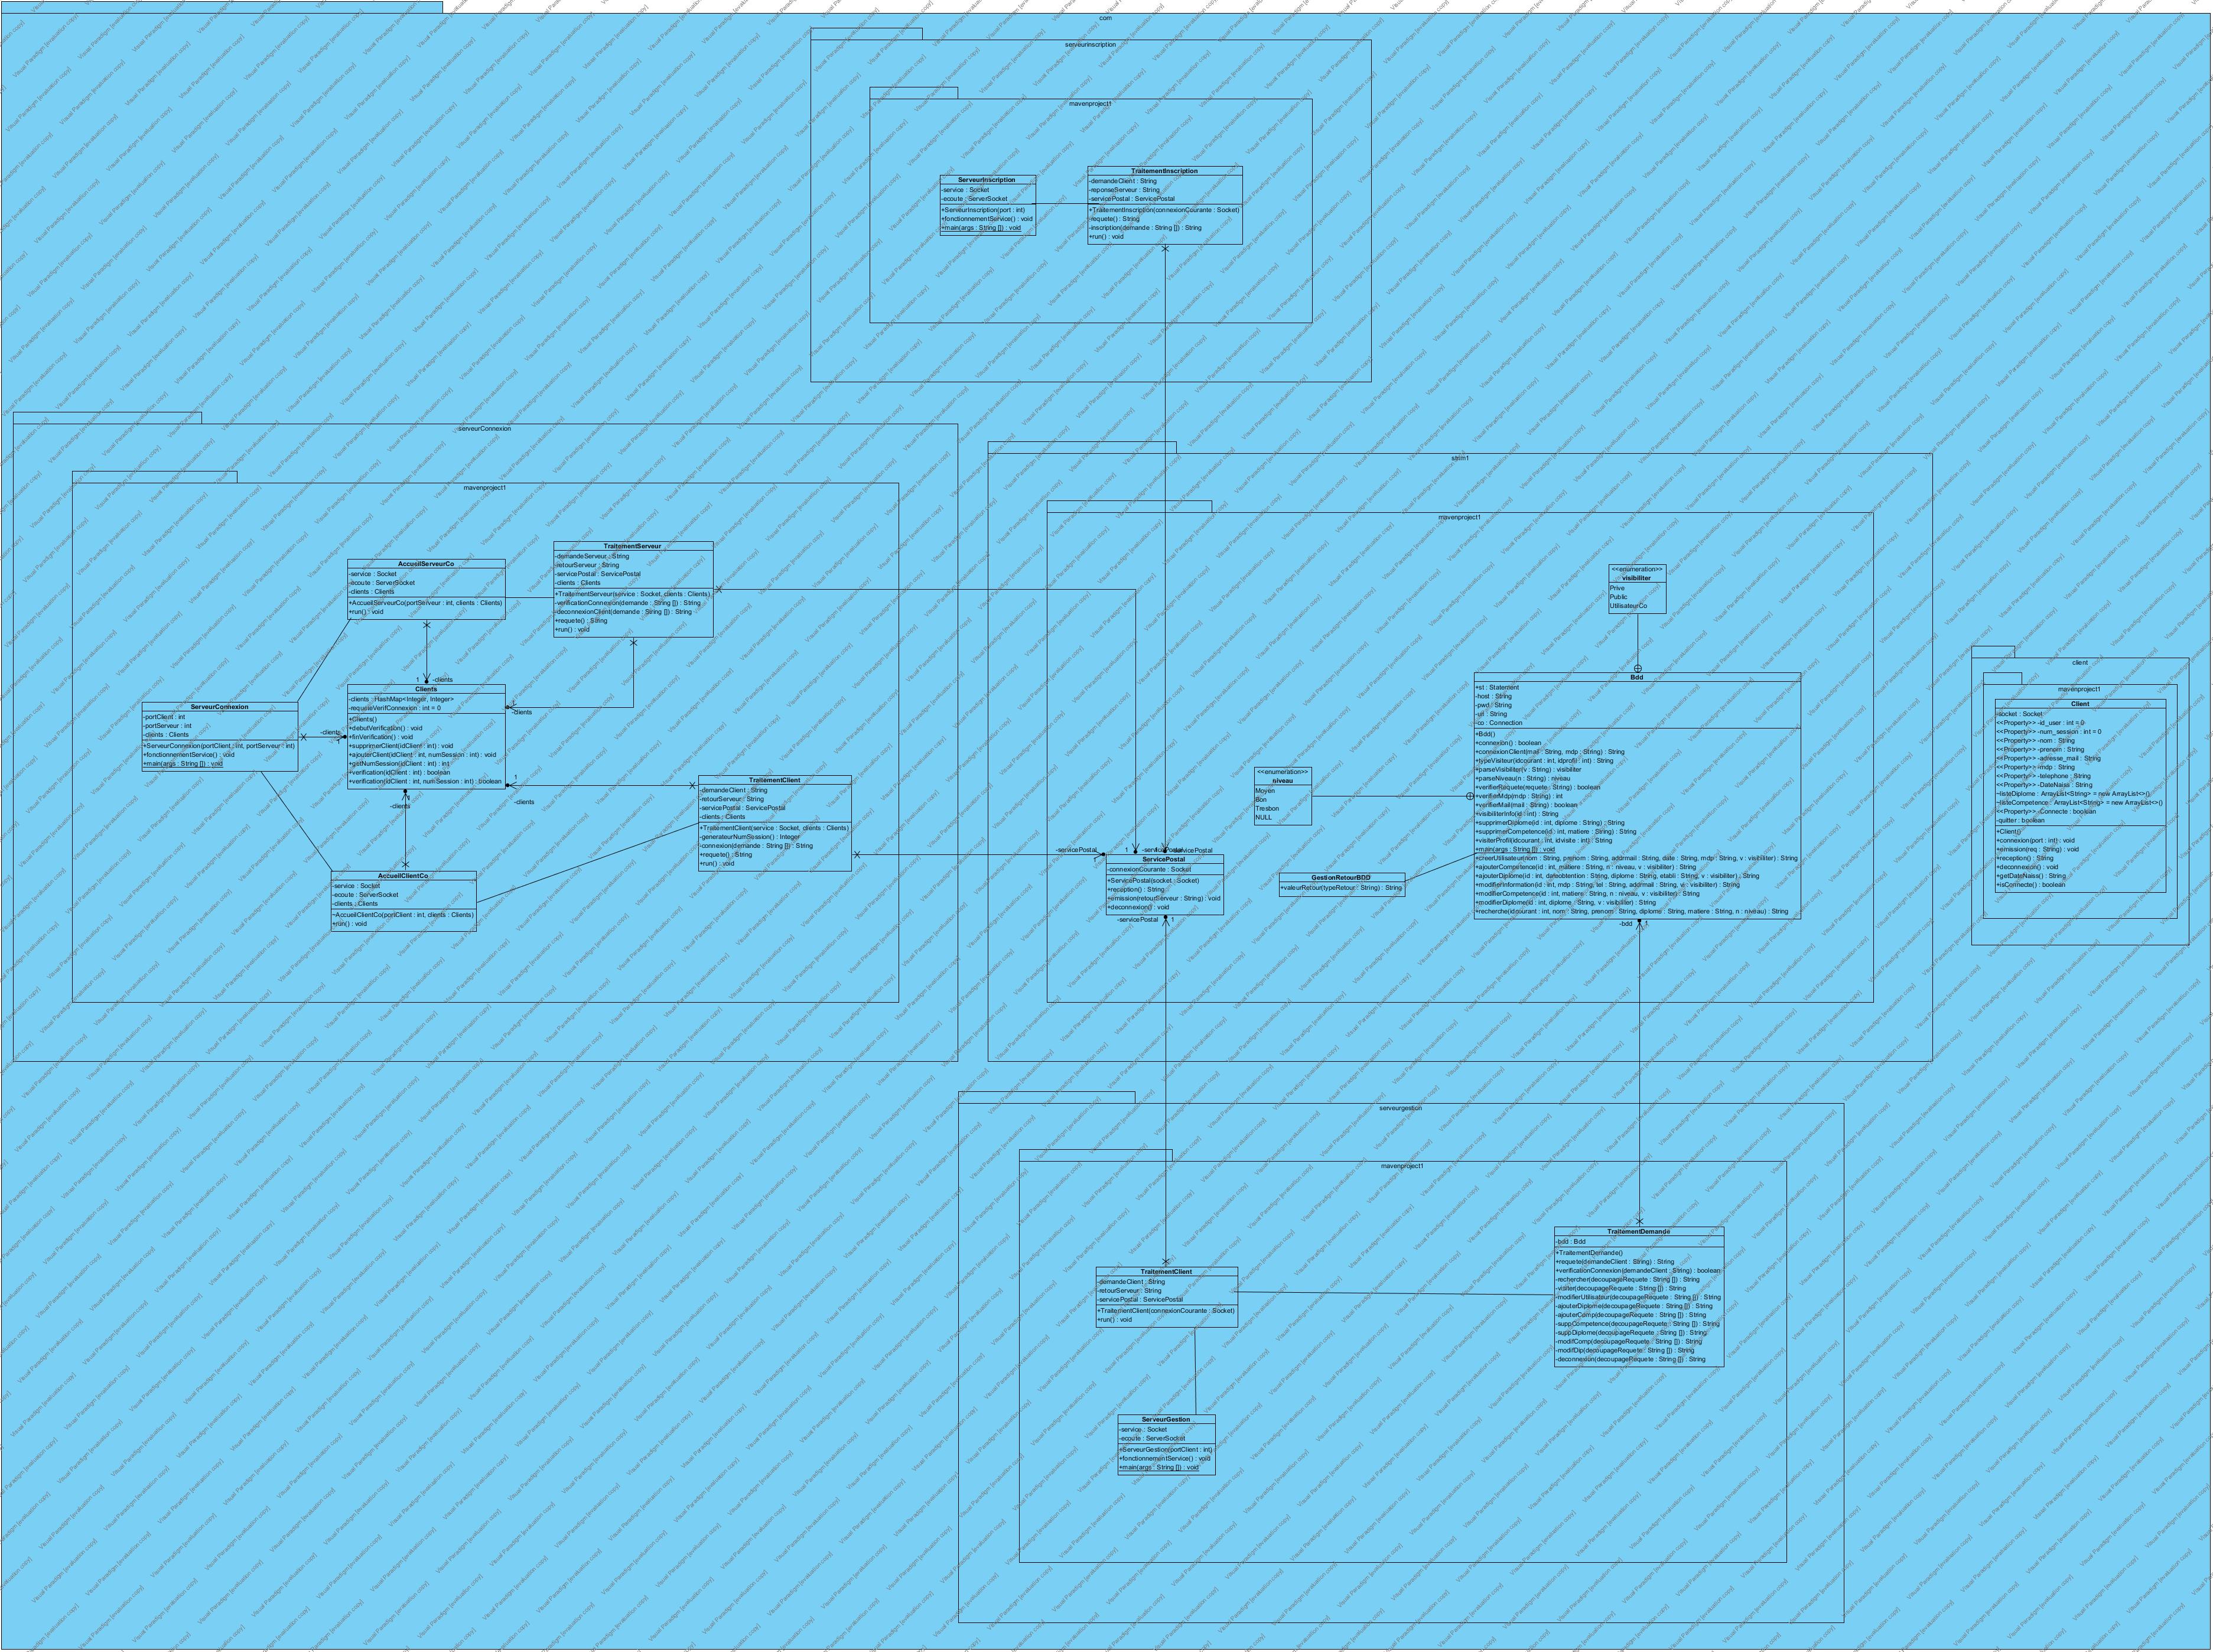 com
serveurinscription
mavenproject1
ServeurInscription
-service : Socket
-ecoute : ServerSocket
+ServeurInscription(port : int)
+fonctionnementService() : void
+main(args : String []) : void
TraitementInscription
-demandeClient : String
-reponseServeur : String
-servicePostal : ServicePostal
+TraitementInscription(connexionCourante : Socket)
-requete() : String
-inscription(demande : String []) : String
+run() : void
serveurConnexion
mavenproject1
AccueilServeurCo
-service : Socket
-ecoute : ServerSocket
-clients : Clients
+AccueilServeurCo(portServeur : int, clients : Clients)
+run() : void
TraitementServeur
-demandeServeur : String
-retourServeur : String
-servicePostal : ServicePostal
-clients : Clients
+TraitementServeur(service : Socket, clients : Clients)
-verificationConnexion(demande : String []) : String
-deconnexionClient(demande : String []) : String
+requete() : String
+run() : void
1
-clients
Clients
-clients : HashMap<Integer, Integer>
-requeteVerifConnexion : int = 0
+Clients()
+debutVerification() : void
+finVerification() : void
+supprimerClient(idClient : int) : void
+ajouterClient(idClient : int, numSession : int) : void
+getNumSession(idClient : int) : int
+verification(idClient : int) : boolean
+verification(idClient : int, numSession : int) : boolean
-clients
ServeurConnexion
-portClient : int
-portServeur : int
-clients : Clients
+ServeurConnexion(portClient : int, portServeur : int)
+fonctionnementService() : void
+main(args : String []) : void
-clients
1
1
-clients
-clients
1
TraitementClient
-demandeClient : String
-retourServeur : String
-servicePostal : ServicePostal
-clients : Clients
+TraitementClient(service : Socket, clients : Clients)
-generateurNumSession() : Integer
-connexion(demande : String []) : String
+requete() : String
+run() : void
AccueilClientCo
-service : Socket
-ecoute : ServerSocket
-clients : Clients
~AccueilClientCo(portClient : int, clients : Clients)
+run() : void
shim1
mavenproject1
<<enumeration>>
visibiliter
Prive
Public
UtilisateurCo
<<enumeration>>
niveau
Moyen
Bon
Tresbon
NULL
Bdd
+st : Statement
-host : String
-pwd : String
-url : String
-co : Connection
+Bdd()
+connexion() : boolean
+connexionClient(mail : String, mdp : String) : String
+typeVisiteur(idcourant : int, idprofil : int) : String
+parseVisibiliter(v : String) : visibiliter
+parseNiveau(n : String) : niveau
+verifierRequete(requete : String) : boolean
+verifierMdp(mdp : String) : int
+verifierMail(mail : String) : boolean
+visibiliterInfo(id : int) : String
+supprimerDiplome(id : int, diplome : String) : String
+supprimerCompetence(id : int, matiere : String) : String
+visiterProfil(idcourant : int, idvisite : int) : String
+main(args : String []) : void
+creerUtilisateur(nom : String, prenom : String, addrmail : String, date : String, mdp : String, v : visibiliter) : String
+ajouterCompetence(id : int, matiere : String, n : niveau, v : visibiliter) : String
+ajouterDiplome(id : int, dateobtention : String, diplome : String, etabli : String, v : visibiliter) : String
+modifierInformation(id : int, mdp : String, tel : String, addrmail : String, vi : visibiliter) : String
+modifierCompetence(id : int, matiere : String, n : niveau, v : visibiliter) : String
+modifierDiplome(id : int, diplome : String, v : visibiliter) : String
+recherche(idcourant : int, nom : String, prenom : String, diplome : String, matiere : String, n : niveau) : String
-bdd
1
GestionRetourBDD
+valeurRetour(typeRetour : String) : String
-servicePostal
1
1
-servicePostal
ServicePostal
-connexionCourante : Socket
+ServicePostal(socket : Socket)
+reception() : String
+emission(retourServeur : String) : void
+deconnexion() : void
-servicePostal
1
client
mavenproject1
Client
-socket : Socket
<<Property>> -id_user : int = 0
<<Property>> -num_session : int = 0
<<Property>> -nom : String
<<Property>> -prenom : String
<<Property>> -adresse_mail : String
<<Property>> -mdp : String
<<Property>> -telephone : String
<<Property>> -DateNaiss : String
~listeDiplome : ArrayList<String> = new ArrayList<>()
~listeCompetence : ArrayList<String> = new ArrayList<>()
<<Property>> -Connecte : boolean
-quitter : boolean
+Client()
+connexion(port : int) : void
+emission(req : String) : void
+reception() : String
+deconnexion() : void
+getDateNaiss() : String
+isConnecte() : boolean
serveurgestion
mavenproject1
TraitementClient
-demandeClient : String
-retourServeur : String
-servicePostal : ServicePostal
+TraitementClient(connexionCourante : Socket)
+run() : void
TraitementDemande
-bdd : Bdd
+TraitementDemande()
+requete(demandeClient : String) : String
+verificationConnexion(demandeClient : String) : boolean
-rechercher(decoupageRequete : String []) : String
-visiter(decoupageRequete : String []) : String
-modifierUtilisateur(decoupageRequete : String []) : String
-ajouterDiplome(decoupageRequete : String []) : String
-ajouterComp(decoupageRequete : String []) : String
-suppCompetence(decoupageRequete : String []) : String
-suppDiplome(decoupageRequete : String []) : String
-modifComp(decoupageRequete : String []) : String
-modifDip(decoupageRequete : String []) : String
-deconnexion(decoupageRequete : String []) : String
ServeurGestion
-service : Socket
-ecoute : ServerSocket
+ServeurGestion(portClient : int)
+fonctionnementService() : void
+main(args : String []) : void
Visual Paradigm [evaluation copy]